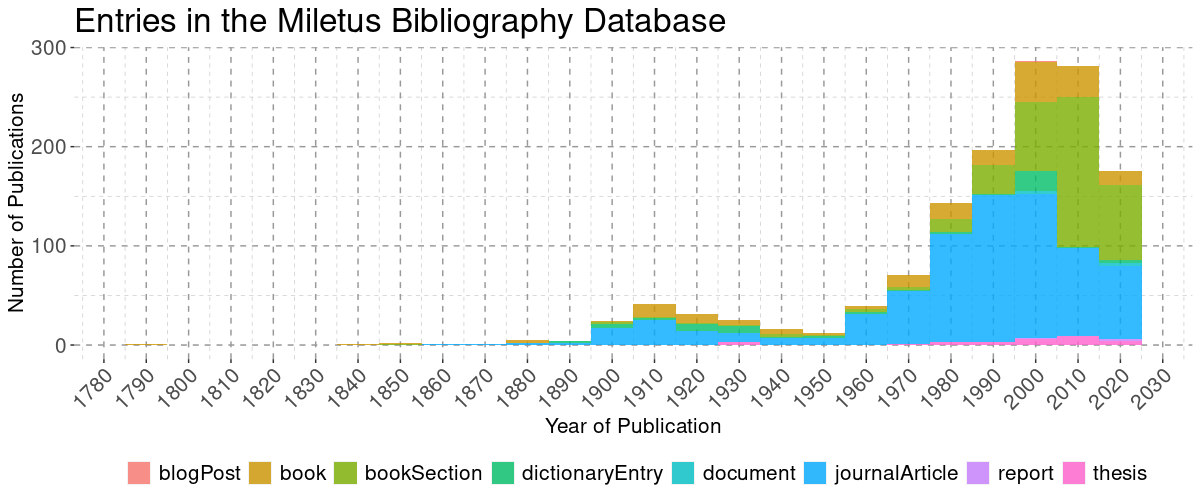 Entries in the Miletus Bibliography Database
Number of Publications
300
200
100
0
1780 1790 1800 1810 1820 1830 1840 1850 1860 1870 1880 1890 1900 1910 1920 1930 1940 1950 1960 1970 1980 1990 2000 2010 2020 2030
Year of Publication
blogPost book bookSection dictionaryEntry document journalArticle report thesis